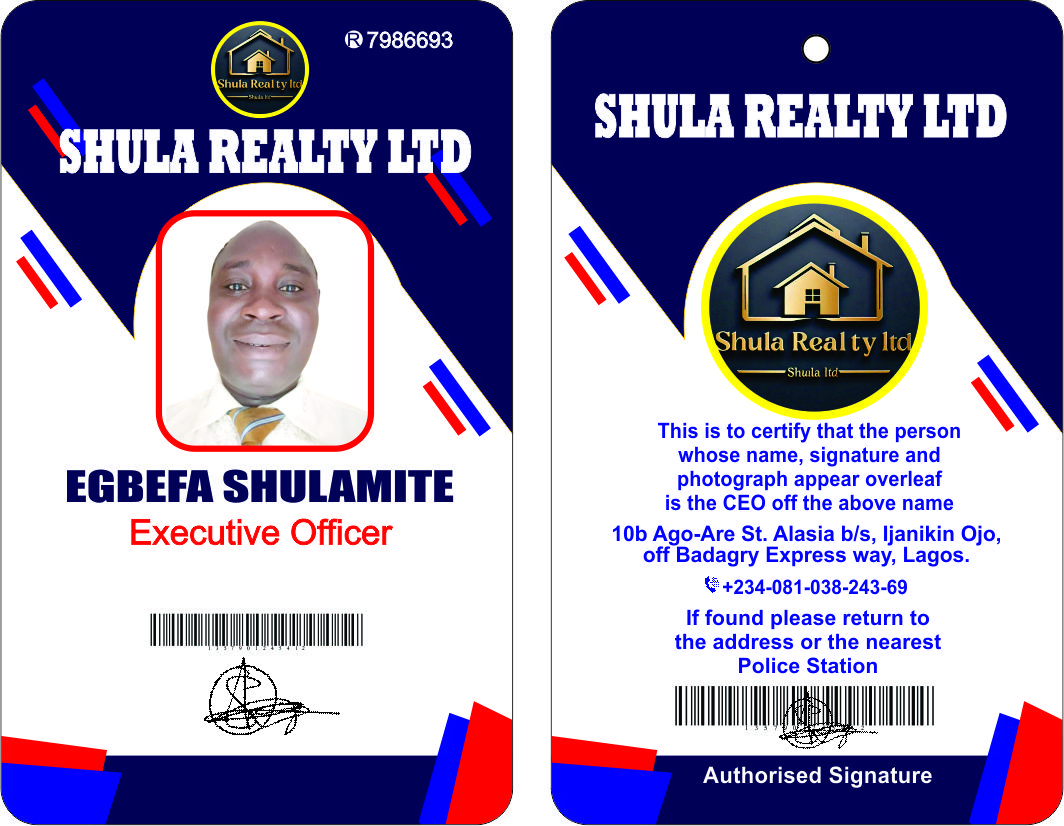 ® 7986693
Shula Realty ltd
Shula ltd
SHULA REALTY LTD
EGBEFA SHULAMITE
Executive Officer
SHULA REALTY LTD
Shula Realty ltd
Shula ltd
This is to certify that the person
whose name, signature and
photograph appear overleaf
is the CEO off the above name
10b Ago-Are St. Alasia b/s, Ijanikin Ojo,
off Badagry Express way, Lagos.
+234-081-038-243-69
If found please return to
the address or the nearest
Police Station
Authorised Signature